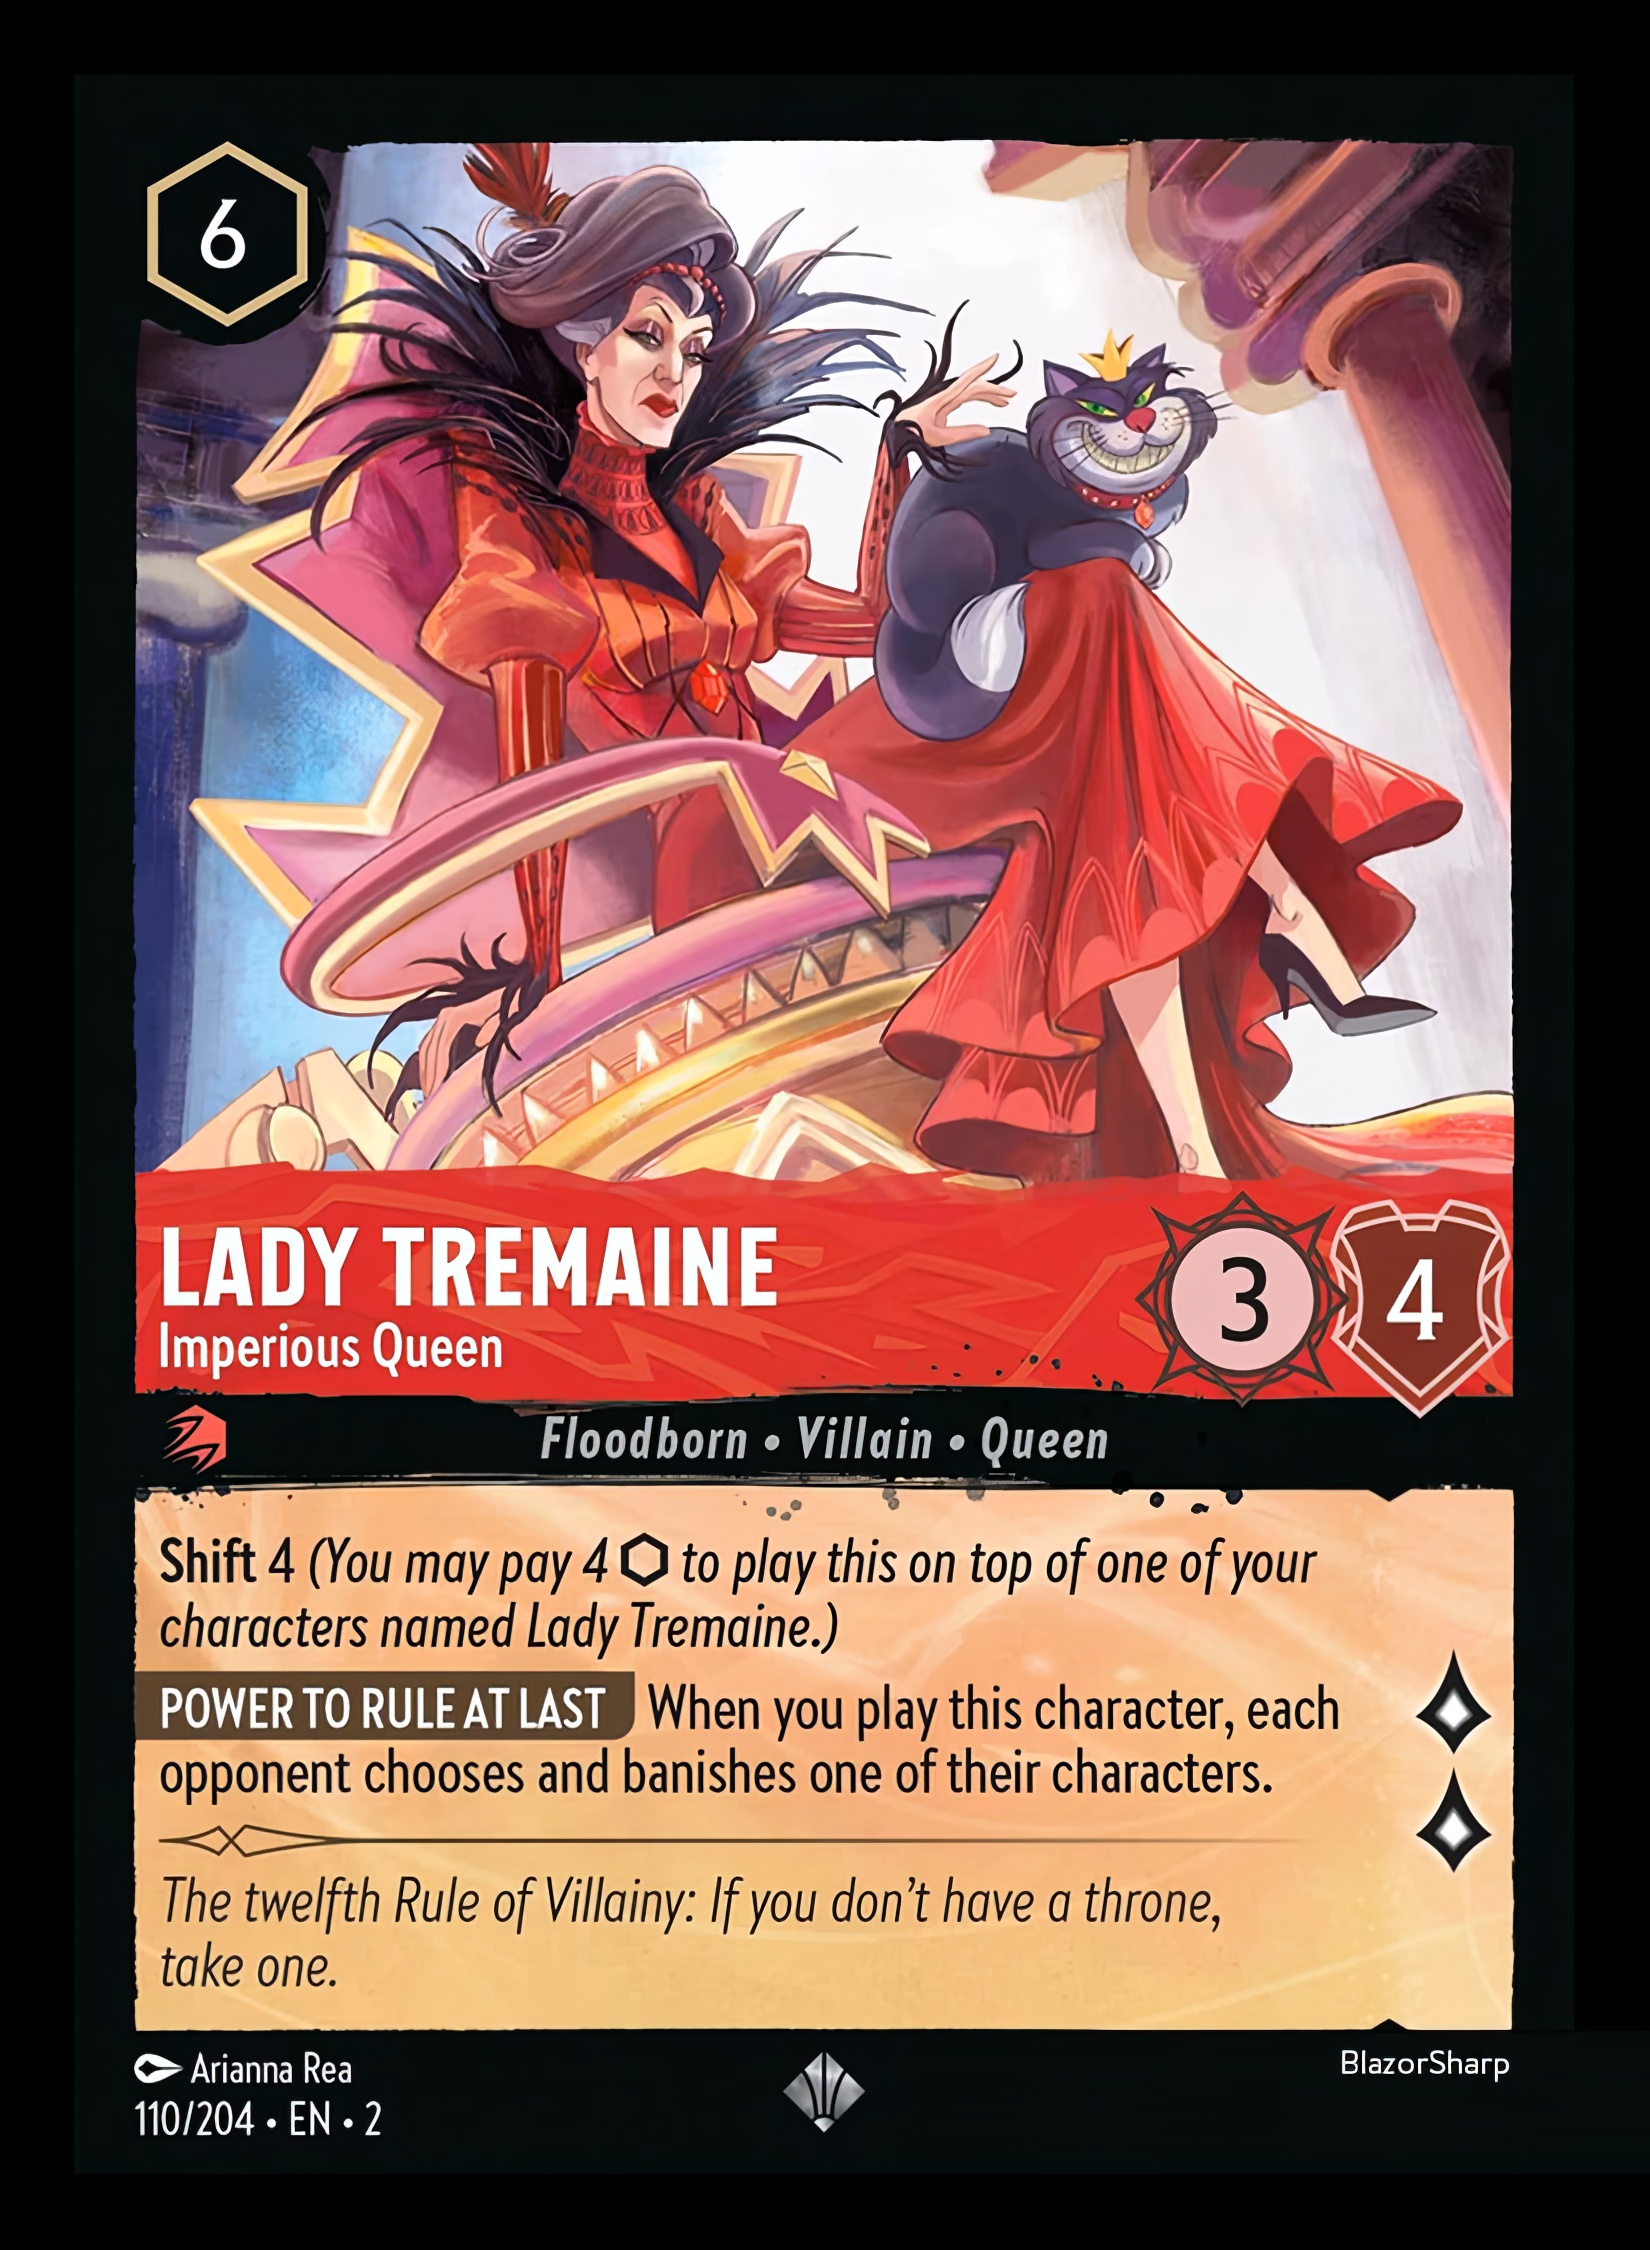 6
LADY TREMAINE
Imperious Queen
3
4
Floodborn • Villain • Queen
Shift 4 (You may pay 4 ⬡ to play this on top of one of your
characters named Lady Tremaine.)
POWER TO RULE AT LAST When you play this character, each
opponent chooses and banishes one of their characters.
The twelfth Rule of Villainy: If you don’t have a throne,
take one.
Arianna Rea
BlazorSharp
110/204 • EN • 2